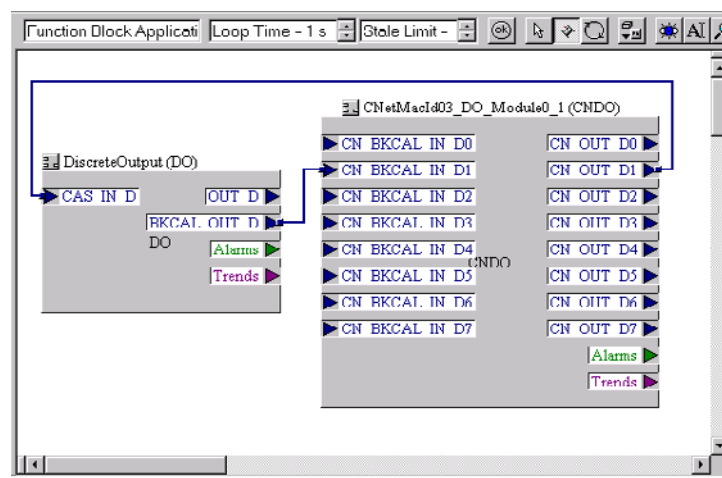 Function Block Applicati Loop Time - 1 s Stale Limit - ok AI
CNetMacId03_DO_Module0_1 (CNDO)
CN BKCAL IN D0 CN OUT D0
DiscreteOutput (DO)
CN BKCAL IN D1 CN OUT D1
CAS IN D OUT D
CN BKCAL IN D2 CN OUT D2
BKCAL OUT D
CN BKCAL IN D3 CN OUT D3
DO
Alarms
CN BKCAL IN D4 CN OUT D4
CNDO
Trends
CN BKCAL IN D5 CN OUT D5
CN BKCAL IN D6 CN OUT D6
CN BKCAL IN D7 CN OUT D7
Alarms
Trends